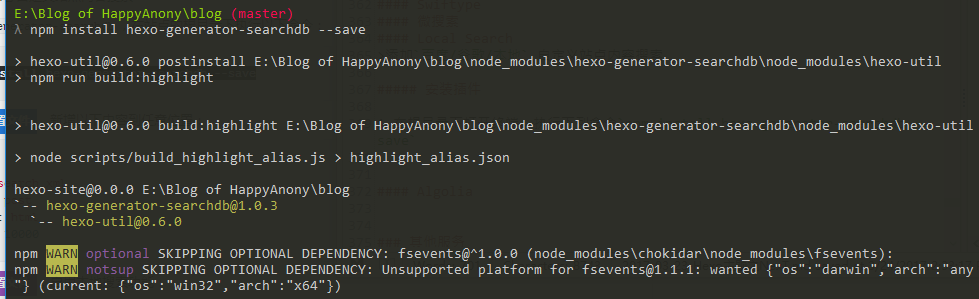 E:\Blog of HappyAnony\blog (master)
λ npm install hexo-generator-searchdb --save
> hexo-util@0.6.0 postinstall E:\Blog of HappyAnony\blog\node_modules\hexo-generator-searchdb\node_modules\hexo-util
> npm run build:highlight
> hexo-util@0.6.0 build:highlight E:\Blog of HappyAnony\blog\node_modules\hexo-generator-searchdb\node_modules\hexo-util
> node scripts/build_highlight_alias.js > highlight_alias.json
hexo-site@0.0.0 E:\Blog of HappyAnony\blog
`-- hexo-generator-searchdb@1.0.3
  `-- hexo-util@0.6.0
npm WARN optional SKIPPING OPTIONAL DEPENDENCY: fsevents@^1.0.0 (node_modules\chokidar\node_modules\fsevents):
npm WARN notsup SKIPPING OPTIONAL DEPENDENCY: Unsupported platform for fsevents@1.1.1: wanted {"os":"darwin","arch":"any
"} (current: {"os":"win32","arch":"x64"})